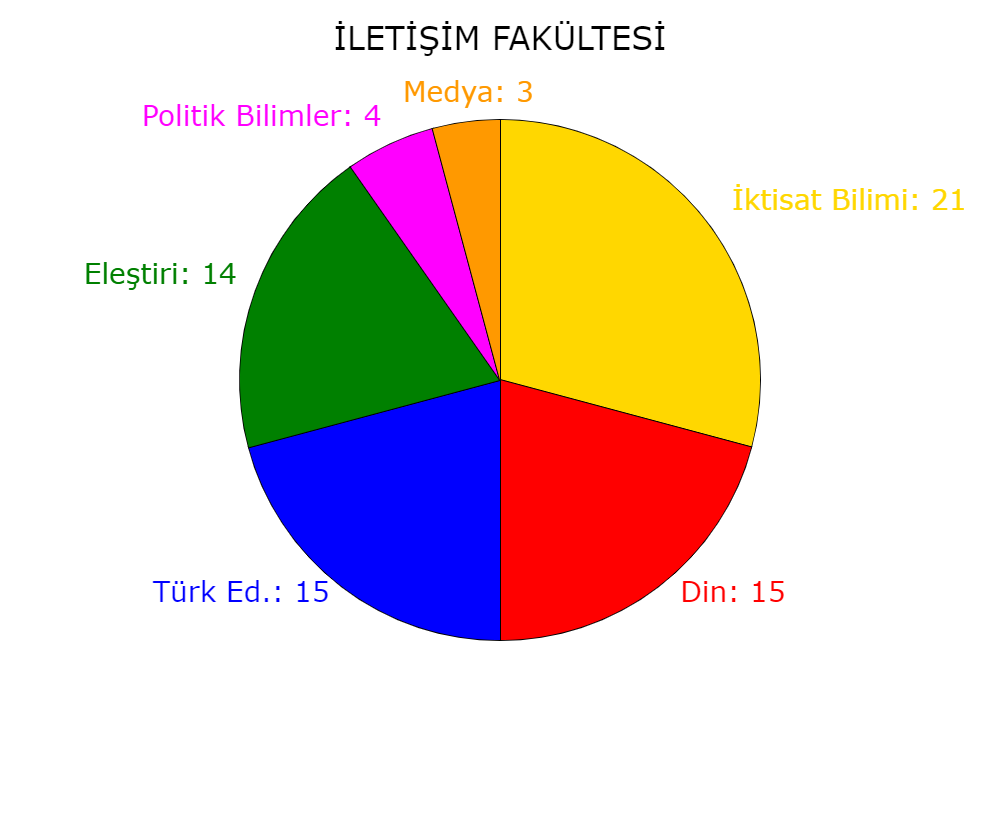 İLETİŞİM FAKÜLTESİ
Medya: 3
Politik Bilimler: 4
İktisat Bilimi: 21
Eleştiri: 14
Türk Ed.: 15
Din: 15